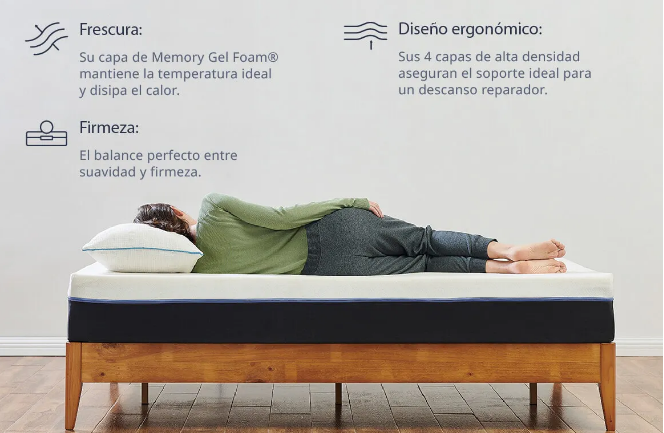 Frescura:
Su capa de Memory Gel Foam®
mantiene la temperatura ideal
y disipa el calor.
Diseño ergonómico:
Sus 4 capas de alta densidad
aseguran el soporte ideal para
un descanso reparador.
Firmeza:
El balance perfecto entre
suavidad y firmeza.